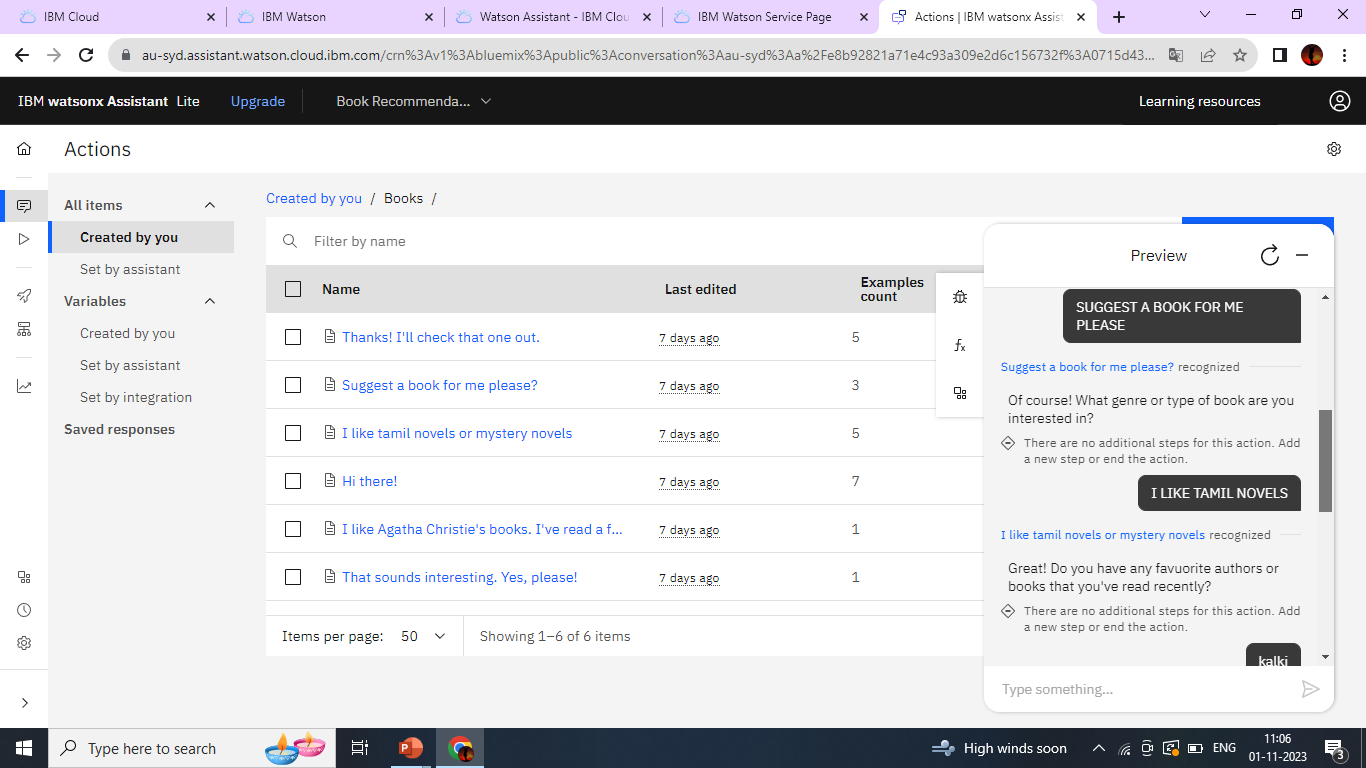 IBM Cloud
IBM Watson
Watson Assistant - IBM Clou
IBM Watson Service Page
Actions | IBM watsonx Assist
au-syd.assistant.watson.cloud.ibm.com/crn%3Av1%3Abluemix%3Apublic%3Aconversation%3Aau-syd%3Aa%2Fe8b92821a71e4c93a309e2d6c156732f%3A0715d43...
IBM watsonx Assistant Lite
Upgrade
Book Recommenda...
Learning resources
Actions
All items
Created by you
Set by assistant
Variables
Created by you
Set by assistant
Set by integration
Saved responses
Created by you / Books /
Filter by name
Name
Last edited
Examples
count
Thanks! I'll check that one out. 7 days ago 5
Suggest a book for me please? 7 days ago 3
I like tamil novels or mystery novels 7 days ago 5
Hi there! 7 days ago 7
I like Agatha Christie's books. I've read a f... 7 days ago 1
That sounds interesting. Yes, please! 7 days ago 1
Items per page: 50
Showing 1–6 of 6 items
Preview
SUGGEST A BOOK FOR ME
PLEASE
Suggest a book for me please? recognized
Of course! What genre or type of book are you
interested in?
There are no additional steps for this action. Add
a new step or end the action.
I LIKE TAMIL NOVELS
I like tamil novels or mystery novels recognized
Great! Do you have any favuorite authors or
books that you've read recently?
There are no additional steps for this action. Add
a new step or end the action.
kalki
Type something...
Type here to search
High winds soon
ENG
11:06
01-11-2023
3